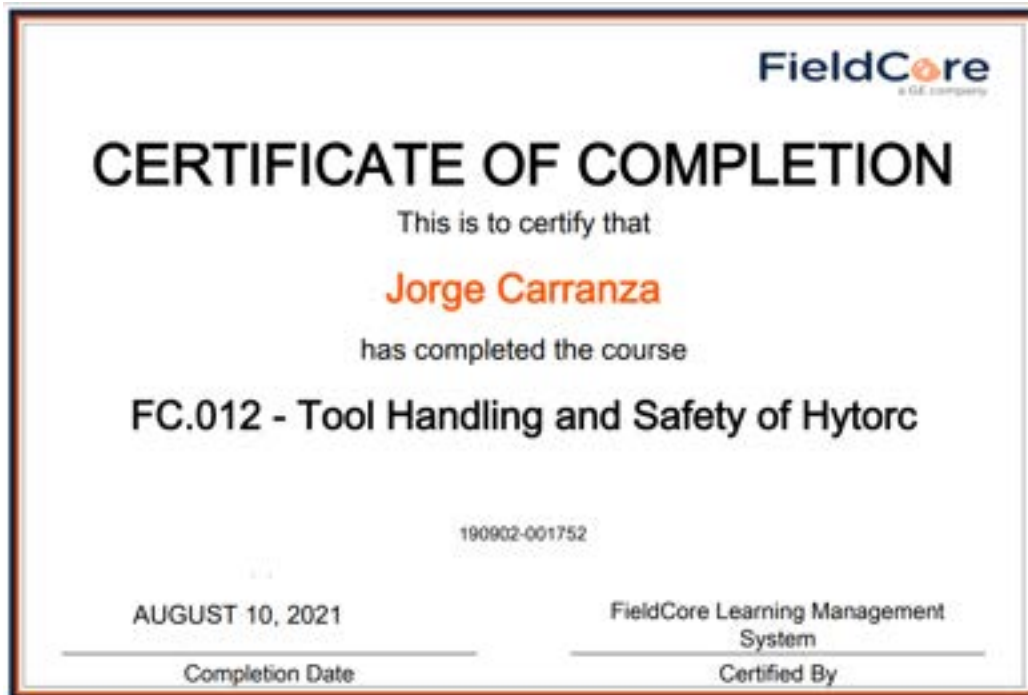 FieldCore
a GE company
CERTIFICATE OF COMPLETION
This is to certify that
Jorge Carranza
has completed the course
FC.012 - Tool Handling and Safety of Hytorc
190902-001752
AUGUST 10, 2021
Completion Date
FieldCore Learning Management
System
Certified By